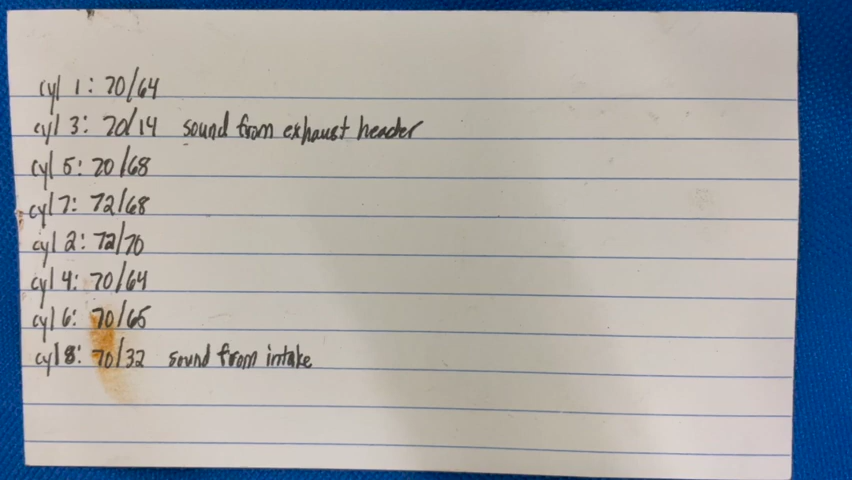 cyl 1: 70/64
cyl 3: 70/14 sound from exhaust header
cyl 5: 70/68
cyl 7: 72/68
cyl 2: 72/70
cyl 4: 70/64
cyl 6: 70/65
cyl 8: 70/32 sound from intake